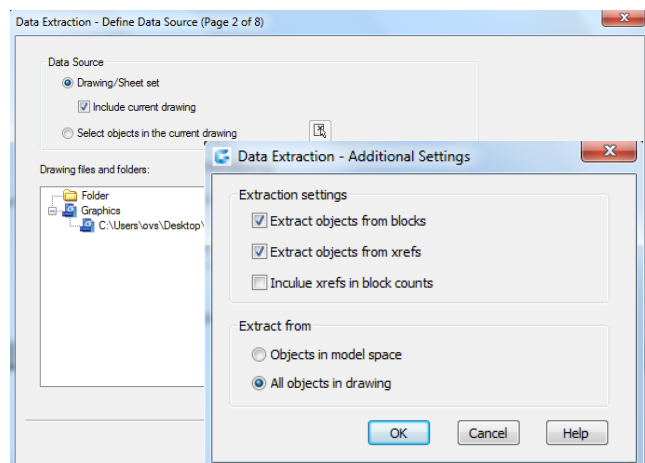 Data Extraction - Define Data Source (Page 2 of 8)
Data Source
Drawing/Sheet set
Include current drawing
Select objects in the current drawing
Drawing files and folders:
Folder
Graphics
C:\Users\ovs\Desktop\
Data Extraction - Additional Settings
Extraction settings
Extract objects from blocks
Extract objects from xrefs
Inculue xrefs in block counts
Extract from
Objects in model space
All objects in drawing
OK Cancel Help